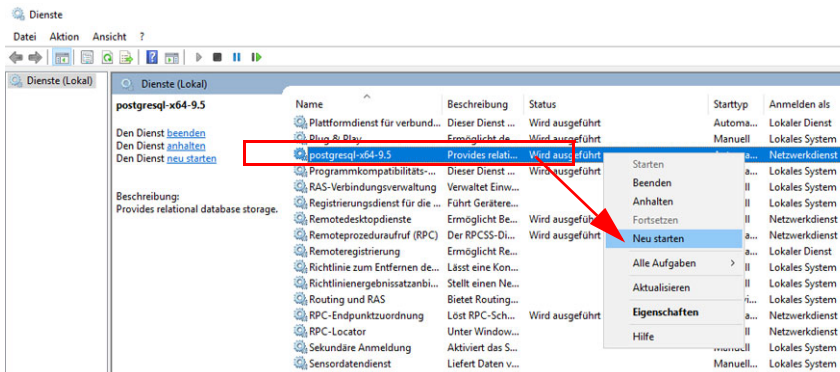 Dienste
Datei Aktion Ansicht ?
Dienste (Lokal)
Dienste (Lokal)
postgresql-x64-9.5
Den Dienst beenden
Den Dienst anhalten
Den Dienst neu starten
Beschreibung:
Provides relational database storage.
Name Beschreibung Status Starttyp Anmelden als
Plattformdienst für verbund... Dieser Dienst ... Wird ausgeführt Automa... Lokaler Dienst
Plug & Play Ermöglicht de... Wird ausgeführt Manuell Lokales System
postgresql-x64-9.5 Provides relati... Wird ausgeführt Netzwerkdienst
Programmkompatibilitäts-... Dieser Dienst ... Wird ausgeführt Lokales System
RAS-Verbindungsverwaltung Verwaltet Einw... Lokales System
Registrierungsdienst für die ... Führt Gerätere... Lokales System
Remotedesktopdienste Ermöglicht Be... Wird ausgeführt Netzwerkdienst
Remoteprozeduraufruf (RPC) Der RPCSS-Di... Wird ausgeführt Netzwerkdienst
Remoteregistrierung Ermöglicht Re... Lokaler Dienst
Richtlinie zum Entfernen de... Lässt eine Kon... Lokales System
Richtlinienergebnissatzanbi... Stellt einen Ne... Lokales System
Routing und RAS Bietet Routing... Lokales System
RPC-Endpunktzuordnung Löst RPC-Sch... Wird ausgeführt Netzwerkdienst
RPC-Locator Unter Window... Netzwerkdienst
Sekundäre Anmeldung Aktiviert das S... Manuell Lokales System
Sensordatendienst Liefert Daten v... Manuell... Lokales System
Starten
Beenden
Anhalten
Fortsetzen
Neu starten
Alle Aufgaben >
Aktualisieren
Eigenschaften
Hilfe